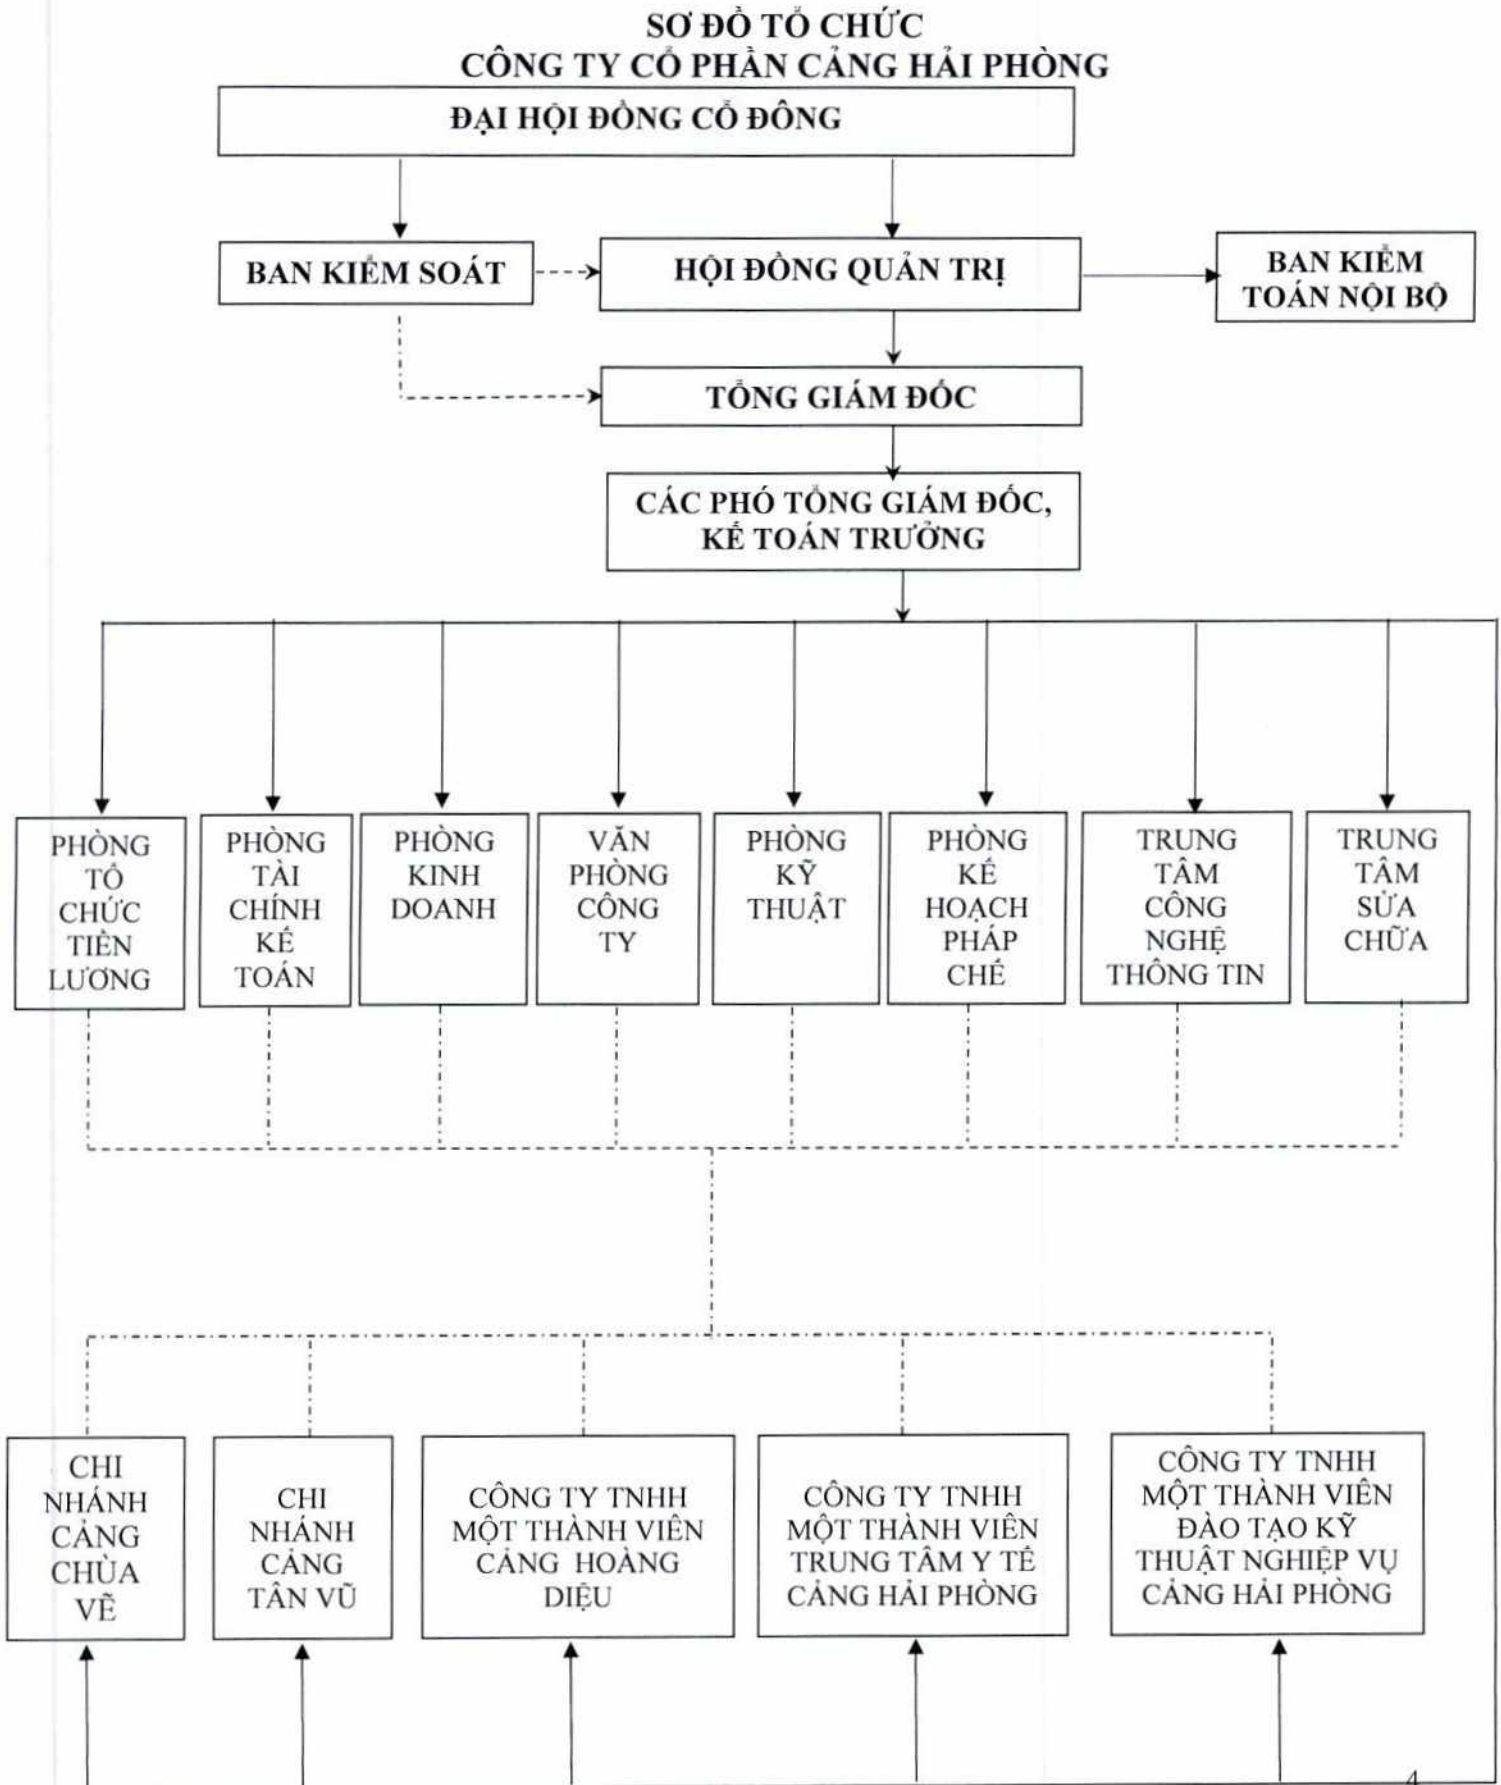 SƠ ĐỒ TỔ CHỨC
CÔNG TY CỔ PHẦN CẢNG HẢI PHÒNG
ĐẠI HỘI ĐỒNG CỔ ĐÔNG
BAN KIỂM SOÁT
HỘI ĐỒNG QUẢN TRỊ
BAN KIỂM
TOÁN NỘI BỘ
TỔNG GIÁM ĐỐC
CÁC PHÓ TỔNG GIÁM ĐỐC,
KẾ TOÁN TRƯỞNG
PHÒNG
TỔ
CHỨC
TIỀN
LƯƠNG
PHÒNG
TÀI
CHÍNH
KẾ
TOÁN
PHÒNG
KINH
DOANH
VĂN
PHÒNG
CÔNG
TY
PHÒNG
KỸ
THUẬT
PHÒNG
KẾ
HOẠCH
PHÁP
CHẾ
TRUNG
TÂM
CÔNG
NGHỆ
THÔNG TIN
TRUNG
TÂM
SỬA
CHỮA
CHI
NHÁNH
CẢNG
CHÙA
VẼ
CHI
NHÁNH
CẢNG
TÂN VŨ
CÔNG TY TNHH
MỘT THÀNH VIÊN
CẢNG HOÀNG
DIỆU
CÔNG TY TNHH
MỘT THÀNH VIÊN
TRUNG TÂM Y TẾ
CẢNG HẢI PHÒNG
CÔNG TY TNHH
MỘT THÀNH VIÊN
ĐÀO TẠO KỸ
THUẬT NGHIỆP VỤ
CẢNG HẢI PHÒNG
4